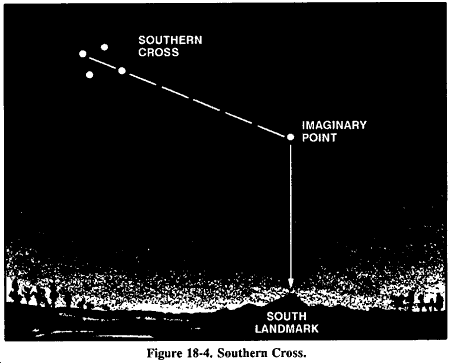 SOUTHERN
CROSS
IMAGINARY
POINT
SOUTH
LANDMARK
Figure 18-4. Southern Cross.